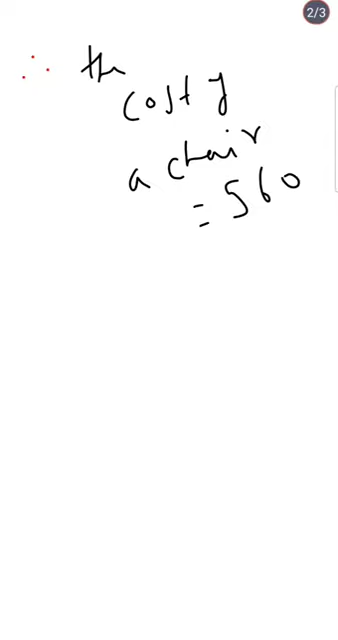 2/3
∴ the
cost of
a chair
= 560